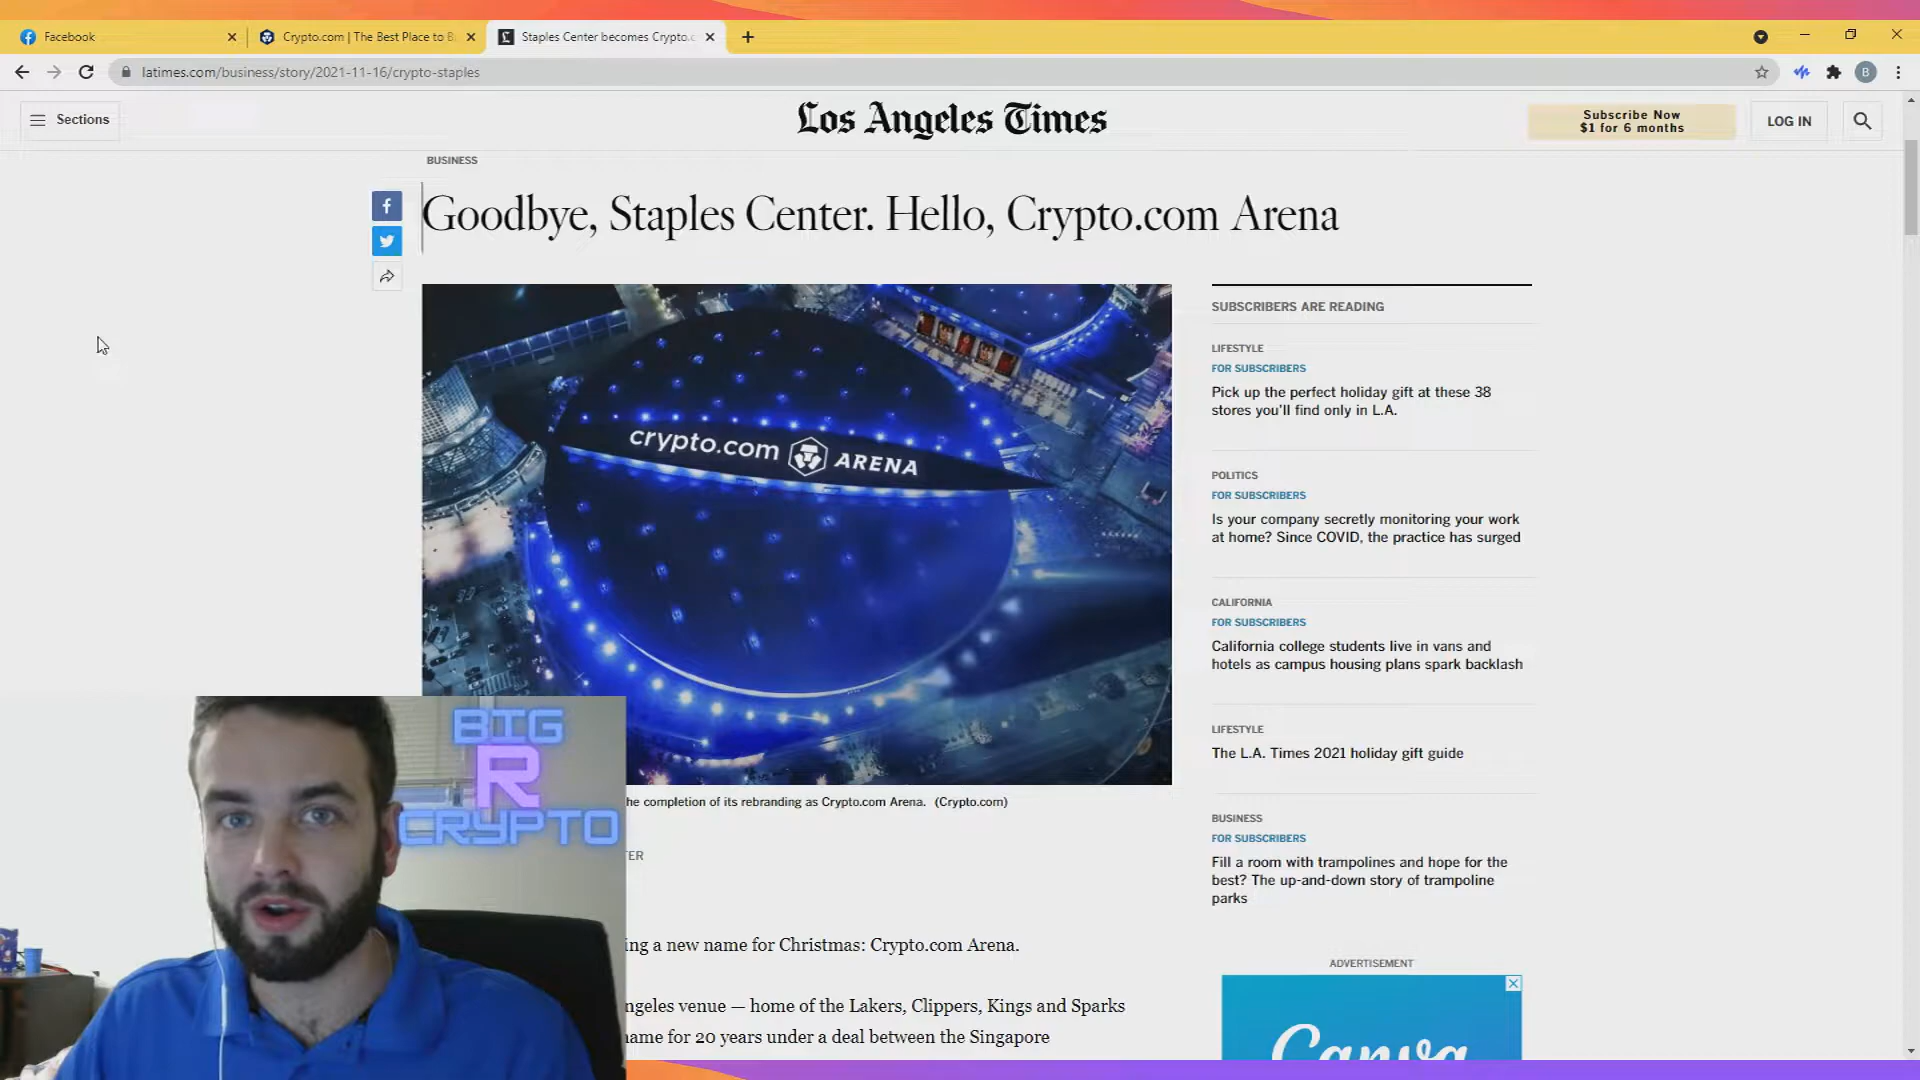 Facebook
Crypto.com | The Best Place to B
Staples Center becomes Crypto.c
latimes.com/business/story/2021-11-16/crypto-staples
B
Sections
Los Angeles Times
Subscribe Now
$1 for 6 months
LOG IN
BUSINESS
Goodbye, Staples Center. Hello, Crypto.com Arena
crypto.com ARENA
he completion of its rebranding as Crypto.com Arena. (Crypto.com)
TER
ing a new name for Christmas: Crypto.com Arena.
ngeles venue — home of the Lakers, Clippers, Kings and Sparks
name for 20 years under a deal between the Singapore
SUBSCRIBERS ARE READING
LIFESTYLE
FOR SUBSCRIBERS
Pick up the perfect holiday gift at these 38
stores you'll find only in L.A.
POLITICS
FOR SUBSCRIBERS
Is your company secretly monitoring your work
at home? Since COVID, the practice has surged
CALIFORNIA
FOR SUBSCRIBERS
California college students live in vans and
hotels as campus housing plans spark backlash
LIFESTYLE
The L.A. Times 2021 holiday gift guide
BUSINESS
FOR SUBSCRIBERS
Fill a room with trampolines and hope for the
best? The up-and-down story of trampoline
parks
ADVERTISEMENT
Canva
BIG
R
CRYPTO